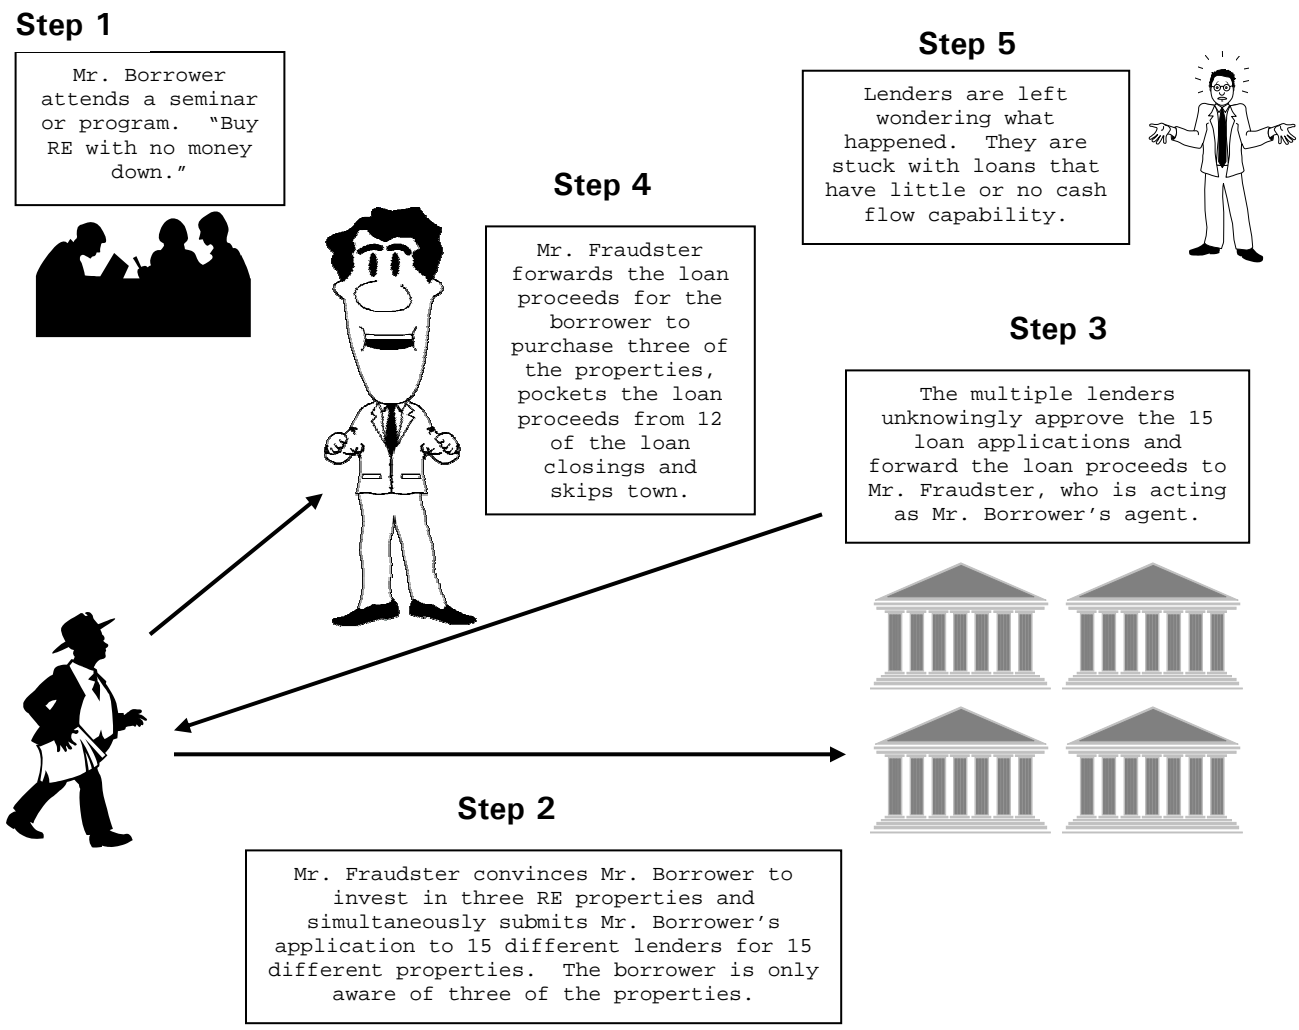 Step 1
Mr. Borrower
attends a seminar
or program.  “Buy
RE with no money
down.”
Step 2
Mr. Fraudster convinces Mr. Borrower to
invest in three RE properties and
simultaneously submits Mr. Borrower’s
application to 15 different lenders for 15
different properties.  The borrower is only
aware of three of the properties.
Step 3
The multiple lenders
unknowingly approve the 15
loan applications and
forward the loan proceeds to
Mr. Fraudster, who is acting
as Mr. Borrower’s agent.
Step 4
Mr. Fraudster
forwards the loan
proceeds for the
borrower to
purchase three of
the properties,
pockets the loan
proceeds from 12
of the loan
closings and
skips town.
Step 5
Lenders are left
wondering what
happened.  They are
stuck with loans that
have little or no cash
flow capability.